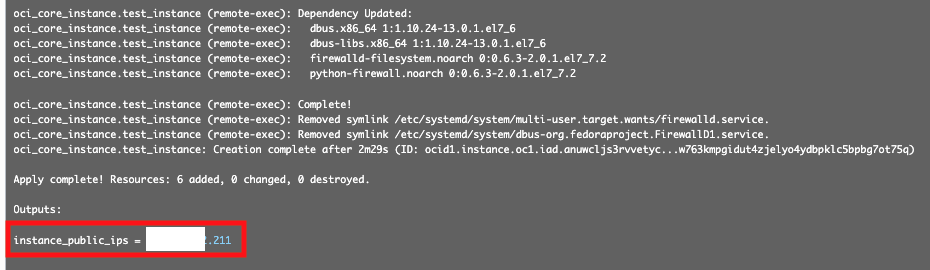 oci_core_instance.test_instance (remote-exec): Dependency Updated:
oci_core_instance.test_instance (remote-exec):   dbus.x86_64 1:1.10.24-13.0.1.el7_6
oci_core_instance.test_instance (remote-exec):   dbus-libs.x86_64 1:1.10.24-13.0.1.el7_6
oci_core_instance.test_instance (remote-exec):   firewalld-filesystem.noarch 0:0.6.3-2.0.1.el7_7.2
oci_core_instance.test_instance (remote-exec):   python-firewall.noarch 0:0.6.3-2.0.1.el7_7.2
oci_core_instance.test_instance (remote-exec): Complete!
oci_core_instance.test_instance (remote-exec): Removed symlink /etc/systemd/system/multi-user.target.wants/firewalld.service.
oci_core_instance.test_instance (remote-exec): Removed symlink /etc/systemd/system/dbus-org.fedoraproject.FirewallD1.service.
oci_core_instance.test_instance: Creation complete after 2m29s (ID: ocid1.instance.oc1.iad.anuwcljs3rvvetyc...w763kmpgidut4zjelyo4ydbpklc5bpbg7ot75q)
Apply complete! Resources: 6 added, 0 changed, 0 destroyed.
Outputs:
instance_public_ips = .211